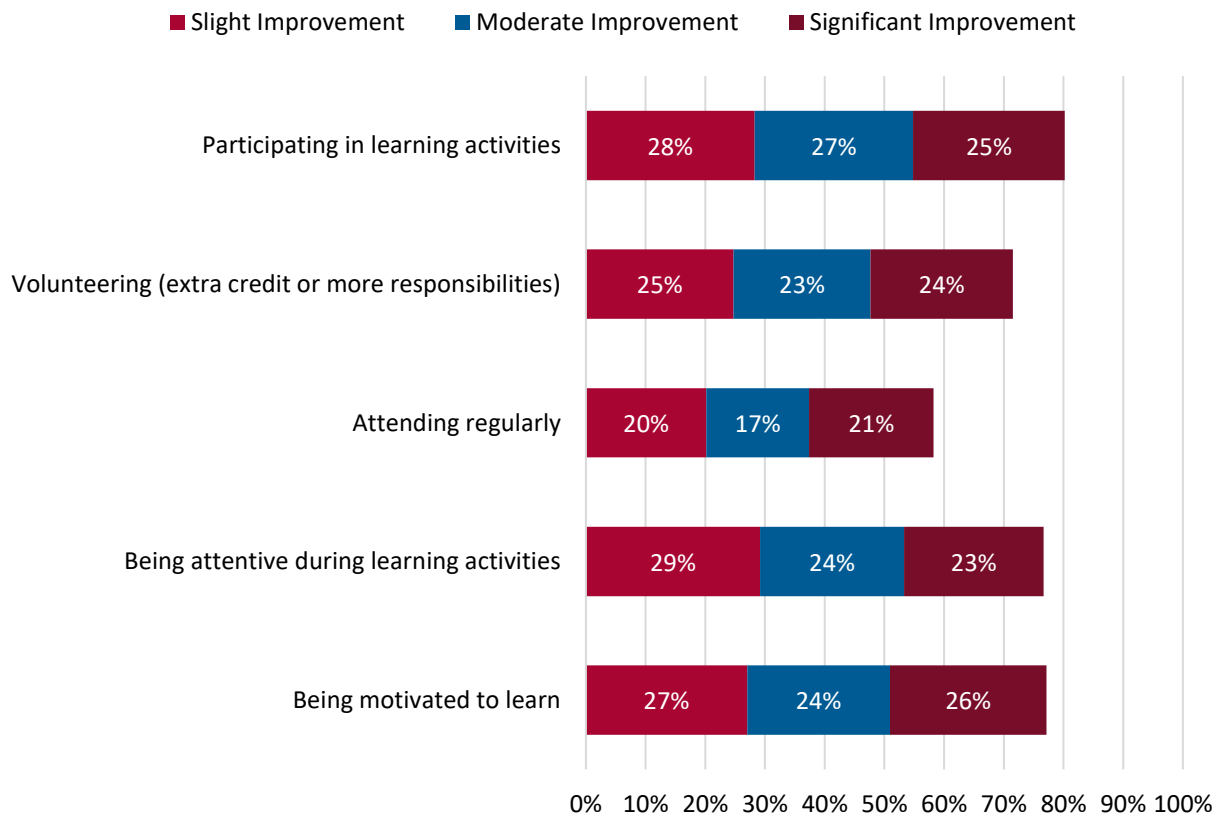 Slight Improvement Moderate Improvement Significant Improvement
Participating in learning activities 28% 27% 25%
Volunteering (extra credit or more responsibilities) 25% 23% 24%
Attending regularly 20% 17% 21%
Being attentive during learning activities 29% 24% 23%
Being motivated to learn 27% 24% 26%
0% 10% 20% 30% 40% 50% 60% 70% 80% 90% 100%